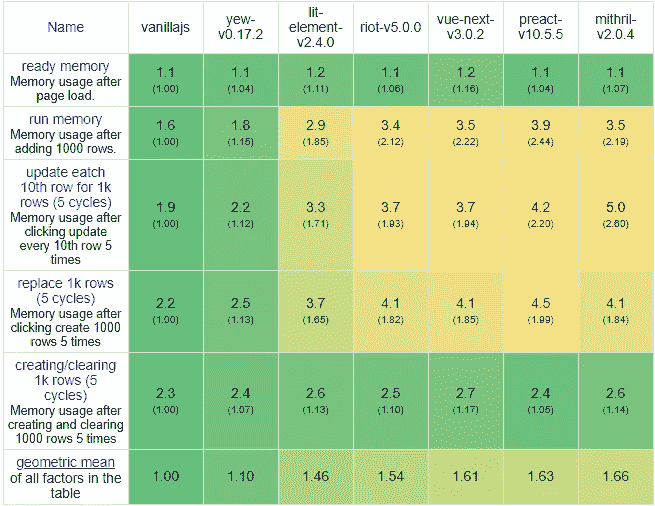 Name
vanillajs
yew-
v0.17.2
lit-
element-
v2.4.0
riot-v5.0.0
vue-next-
v3.0.2
preact-
v10.5.5
mithril-
v2.0.4
ready memory
Memory usage after
page load.
1.1
(1.00)
1.1
(1.04)
1.2
(1.11)
1.1
(1.06)
1.2
(1.16)
1.1
(1.04)
1.1
(1.07)
run memory
Memory usage after
adding 1000 rows.
1.6
(1.00)
1.8
(1.15)
2.9
(1.85)
3.4
(2.12)
3.5
(2.22)
3.9
(2.44)
3.5
(2.19)
update eatch
10th row for 1k
rows (5 cycles)
Memory usage after
clicking update
every 10th row 5
times
1.9
(1.00)
2.2
(1.12)
3.3
(1.71)
3.7
(1.93)
3.7
(1.94)
4.2
(2.20)
5.0
(2.60)
replace 1k rows
(5 cycles)
Memory usage after
clicking create 1000
rows 5 times
2.2
(1.00)
2.5
(1.13)
3.7
(1.65)
4.1
(1.82)
4.1
(1.85)
4.5
(1.99)
4.1
(1.84)
creating/clearing
1k rows (5
cycles)
Memory usage after
creating and clearing
1000 rows 5 times
2.3
(1.00)
2.4
(1.07)
2.6
(1.13)
2.5
(1.10)
2.7
(1.17)
2.4
(1.05)
2.6
(1.14)
geometric mean
of all factors in the
table
1.00
1.10
1.46
1.54
1.61
1.63
1.66